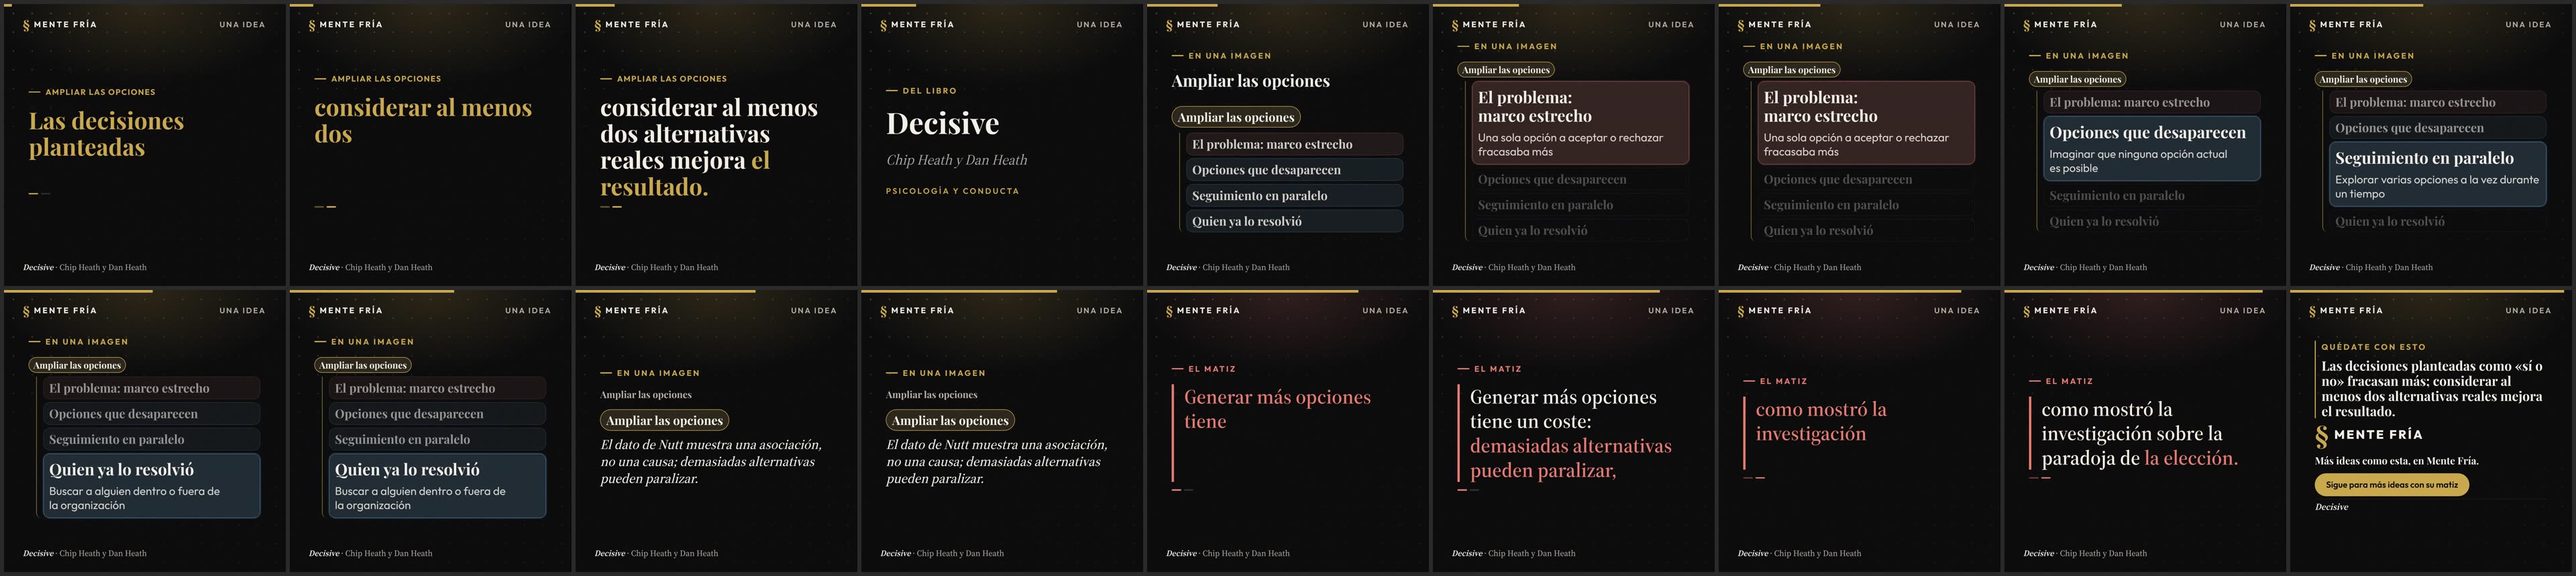 § MENTE FRÍA
UNA IDEA
AMPLIAR LAS OPCIONES
Las decisiones
planteadas
Decisive · Chip Heath y Dan Heath
§ MENTE FRÍA
UNA IDEA
AMPLIAR LAS OPCIONES
considerar al menos
dos
Decisive · Chip Heath y Dan Heath
§ MENTE FRÍA
UNA IDEA
AMPLIAR LAS OPCIONES
considerar al menos
dos alternativas
reales mejora el
resultado.
Decisive · Chip Heath y Dan Heath
§ MENTE FRÍA
UNA IDEA
DEL LIBRO
Decisive
Chip Heath y Dan Heath
PSICOLOGÍA Y CONDUCTA
§ MENTE FRÍA
UNA IDEA
EN UNA IMAGEN
Ampliar las opciones
Ampliar las opciones
El problema: marco estrecho
Opciones que desaparecen
Seguimiento en paralelo
Quien ya lo resolvió
Decisive · Chip Heath y Dan Heath
§ MENTE FRÍA
UNA IDEA
EN UNA IMAGEN
Ampliar las opciones
El problema:
marco estrecho
Una sola opción a aceptar o rechazar
fracasaba más
Opciones que desaparecen
Seguimiento en paralelo
Quien ya lo resolvió
Decisive · Chip Heath y Dan Heath
§ MENTE FRÍA
UNA IDEA
EN UNA IMAGEN
Ampliar las opciones
El problema:
marco estrecho
Una sola opción a aceptar o rechazar
fracasaba más
Opciones que desaparecen
Seguimiento en paralelo
Quien ya lo resolvió
Decisive · Chip Heath y Dan Heath
§ MENTE FRÍA
UNA IDEA
EN UNA IMAGEN
Ampliar las opciones
El problema: marco estrecho
Opciones que desaparecen
Imaginar que ninguna opción actual
es posible
Seguimiento en paralelo
Quien ya lo resolvió
Decisive · Chip Heath y Dan Heath
§ MENTE FRÍA
UNA IDEA
EN UNA IMAGEN
Ampliar las opciones
El problema: marco estrecho
Opciones que desaparecen
Seguimiento en paralelo
Explorar varias opciones a la vez durante
un tiempo
Quien ya lo resolvió
Decisive · Chip Heath y Dan Heath
§ MENTE FRÍA
UNA IDEA
EN UNA IMAGEN
Ampliar las opciones
El problema: marco estrecho
Opciones que desaparecen
Seguimiento en paralelo
Quien ya lo resolvió
Buscar a alguien dentro o fuera de
la organización
Decisive · Chip Heath y Dan Heath
§ MENTE FRÍA
UNA IDEA
EN UNA IMAGEN
Ampliar las opciones
El problema: marco estrecho
Opciones que desaparecen
Seguimiento en paralelo
Quien ya lo resolvió
Buscar a alguien dentro o fuera de
la organización
Decisive · Chip Heath y Dan Heath
§ MENTE FRÍA
UNA IDEA
EN UNA IMAGEN
Ampliar las opciones
Ampliar las opciones
El dato de Nutt muestra una asociación,
no una causa; demasiadas alternativas
pueden paralizar.
Decisive · Chip Heath y Dan Heath
§ MENTE FRÍA
UNA IDEA
EN UNA IMAGEN
Ampliar las opciones
Ampliar las opciones
El dato de Nutt muestra una asociación,
no una causa; demasiadas alternativas
pueden paralizar.
Decisive · Chip Heath y Dan Heath
§ MENTE FRÍA
UNA IDEA
EL MATIZ
Generar más opciones
tiene
Decisive · Chip Heath y Dan Heath
§ MENTE FRÍA
UNA IDEA
EL MATIZ
Generar más opciones
tiene un coste:
demasiadas alternativas
pueden paralizar,
Decisive · Chip Heath y Dan Heath
§ MENTE FRÍA
UNA IDEA
EL MATIZ
como mostró la
investigación
Decisive · Chip Heath y Dan Heath
§ MENTE FRÍA
UNA IDEA
EL MATIZ
como mostró la
investigación sobre la
paradoja de la elección.
Decisive · Chip Heath y Dan Heath
§ MENTE FRÍA
UNA IDEA
QUÉDATE CON ESTO
Las decisiones planteadas como «sí o
no» fracasan más; considerar al
menos dos alternativas reales mejora
el resultado.
§ MENTE FRÍA
Más ideas como esta, en Mente Fría.
Sigue para más ideas con su matiz
Decisive